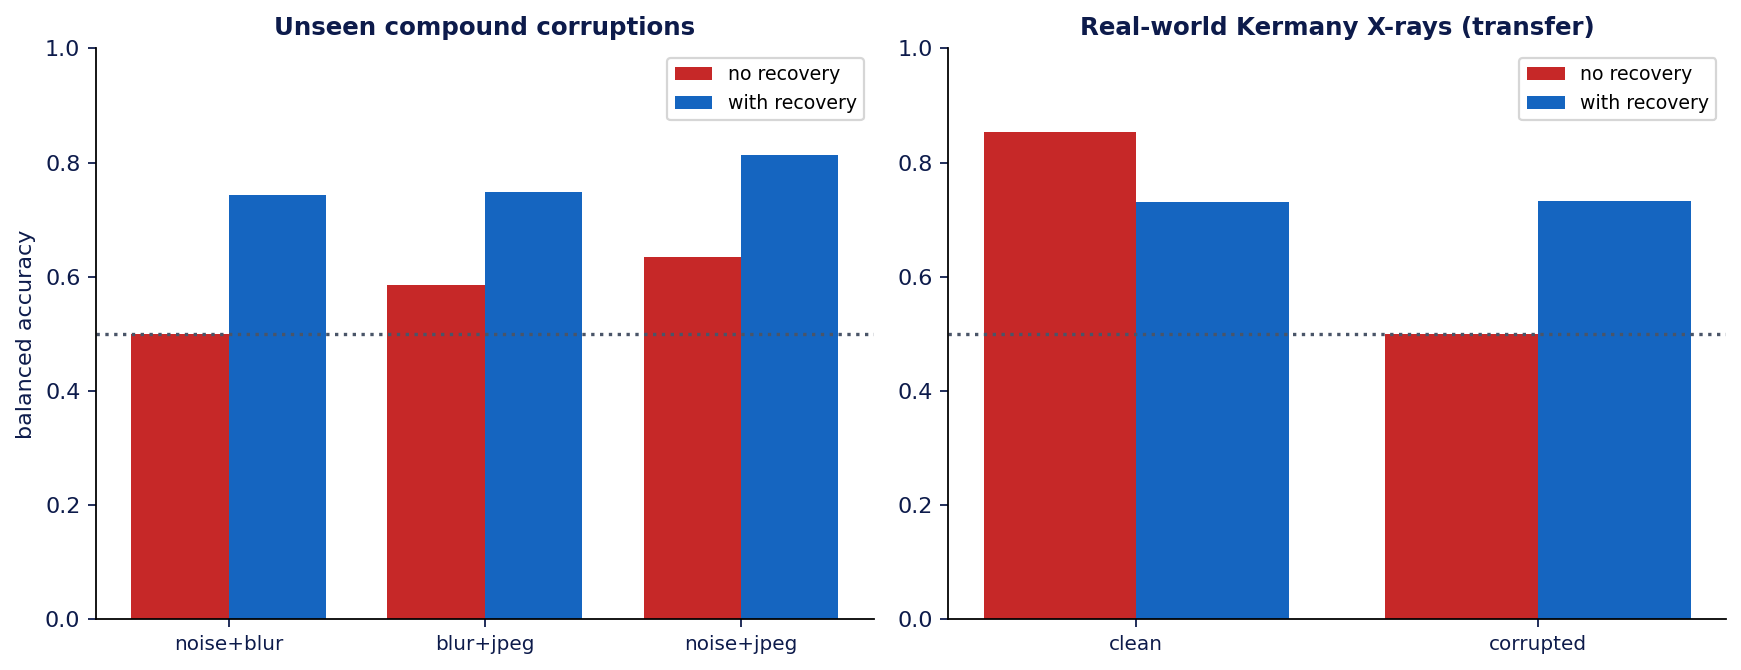 Unseen compound corruptions
balanced accuracy
1.0
0.8
0.6
0.4
0.2
0.0
no recovery
with recovery
noise+blur
blur+jpeg
noise+jpeg
Real-world Kermany X-rays (transfer)
1.0
0.8
0.6
0.4
0.2
0.0
no recovery
with recovery
clean
corrupted